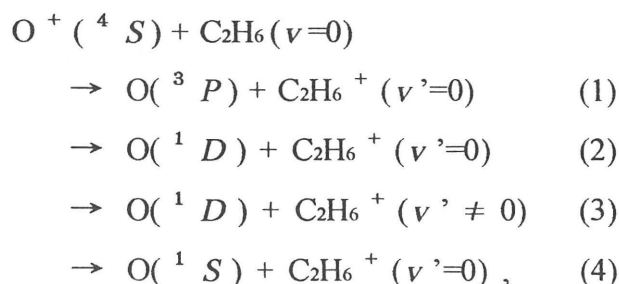 O⁺(⁴S) + C₂H₆(v=0)
→ O(³P) + C₂H₆⁺(v'=0) (1)
→ O(¹D) + C₂H₆⁺(v'=0) (2)
→ O(¹D) + C₂H₆⁺(v' ≠ 0) (3)
→ O(¹S) + C₂H₆⁺(v'=0) , (4)